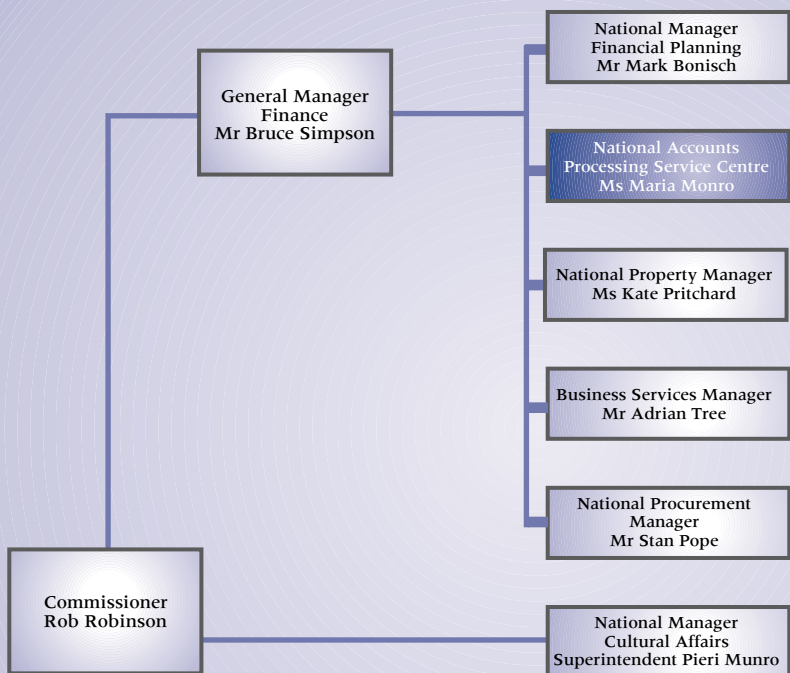 National Manager
Financial Planning
Mr Mark Bonisch
General Manager
Finance
Mr Bruce Simpson
National Accounts
Processing Service Centre
Ms Maria Monro
National Property Manager
Ms Kate Pritchard
Business Services Manager
Mr Adrian Tree
National Procurement
Manager
Mr Stan Pope
Commissioner
Rob Robinson
National Manager
Cultural Affairs
Superintendent Pieri Munro